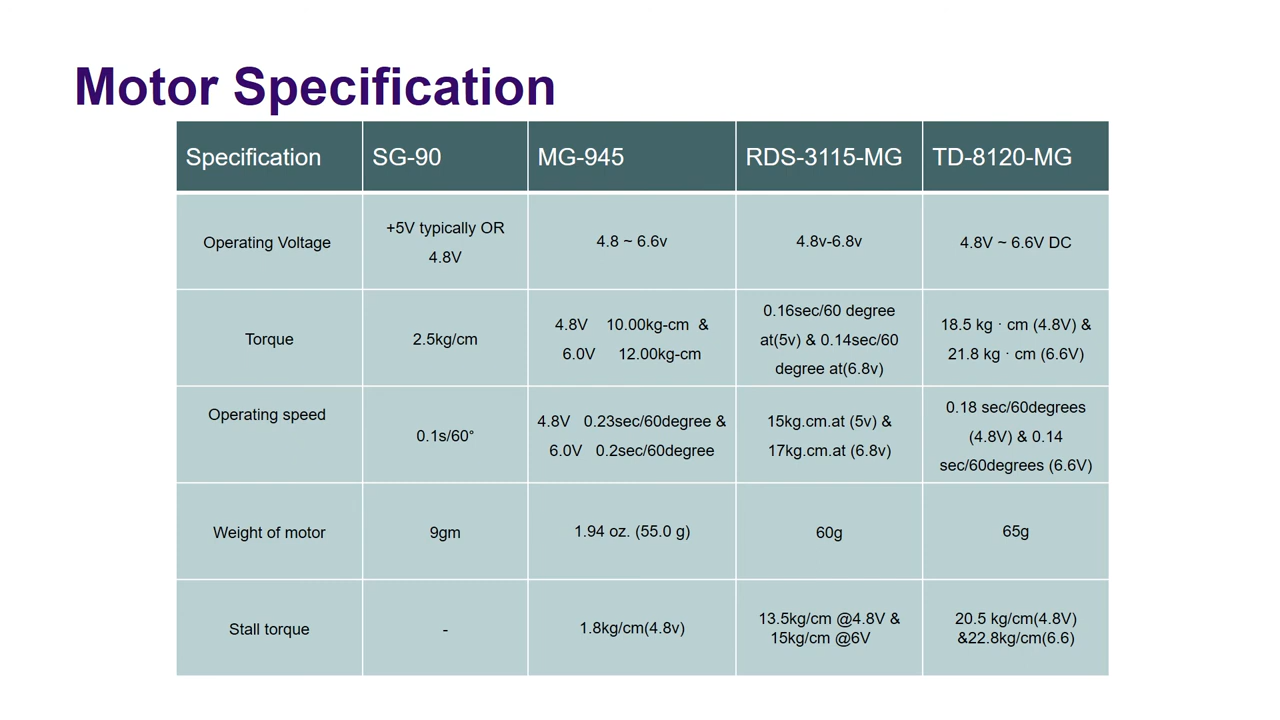 Motor Specification
Specification SG-90 MG-945 RDS-3115-MG TD-8120-MG
Operating Voltage
+5V typically OR
4.8V
4.8 ~ 6.6v
4.8v-6.8v
4.8V ~ 6.6V DC
Torque
2.5kg/cm
4.8V 10.00kg-cm &
6.0V 12.00kg-cm
0.16sec/60 degree
at(5v) & 0.14sec/60
degree at(6.8v)
18.5 kg · cm (4.8V) &
21.8 kg · cm (6.6V)
Operating speed
0.1s/60°
4.8V 0.23sec/60degree &
6.0V 0.2sec/60degree
15kg.cm.at (5v) &
17kg.cm.at (6.8v)
0.18 sec/60degrees
(4.8V) & 0.14
sec/60degrees (6.6V)
Weight of motor
9gm
1.94 oz. (55.0 g)
60g
65g
Stall torque
-
1.8kg/cm(4.8v)
13.5kg/cm @4.8V &
15kg/cm @6V
20.5 kg/cm(4.8V)
&22.8kg/cm(6.6)